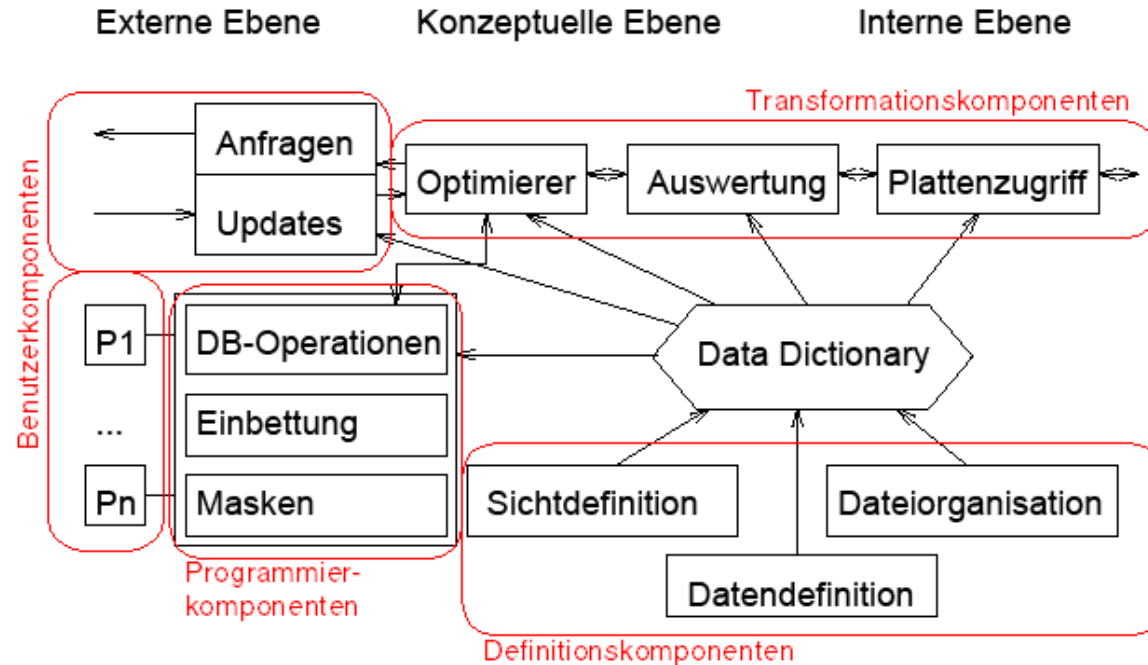 Externe Ebene
Konzeptuelle Ebene
Interne Ebene
Transformationskomponenten
Anfragen
Updates
Optimierer
Auswertung
Plattenzugriff
Benutzerkomponenten
P1
...
Pn
DB-Operationen
Einbettung
Masken
Data Dictionary
Programmier-
komponenten
Sichtdefinition
Dateiorganisation
Datendefinition
Definitionskomponenten